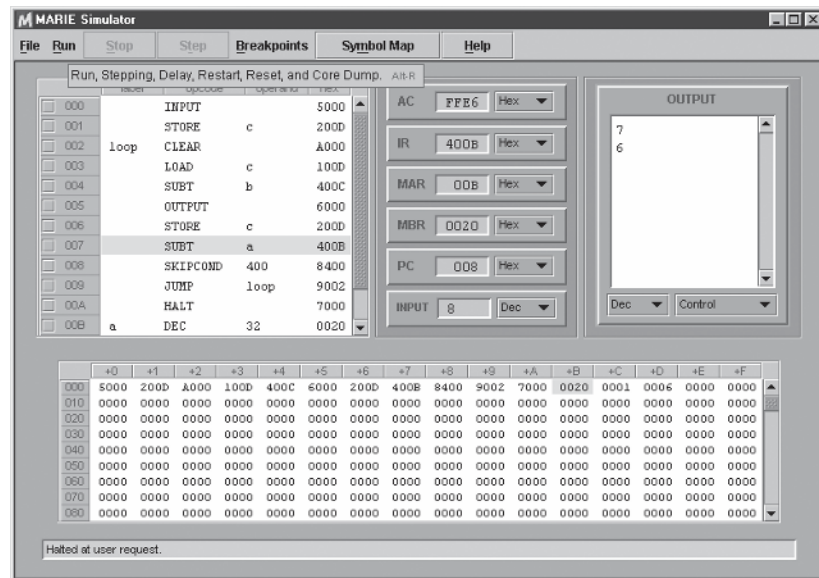 MARIE Simulator
File Run Stop Step Breakpoints Symbol Map Help
Run, Stepping, Delay, Restart, Reset, and Core Dump. Alt-R
label opcode operand hex
000 INPUT 5000
001 STORE c 200D
002 loop CLEAR A000
003 LOAD c 100D
004 SUBT b 400C
005 OUTPUT 6000
006 STORE c 200D
007 SUBT a 400B
008 SKIPCOND 400 8400
009 JUMP loop 9002
00A HALT 7000
00B a DEC 32 0020
AC FFE6 Hex
IR 400B Hex
MAR 00B Hex
MBR 0020 Hex
PC 008 Hex
INPUT 8 Dec
OUTPUT
7
6
Dec Control
+0 +1 +2 +3 +4 +5 +6 +7 +8 +9 +A +B +C +D +E +F
000 5000 200D A000 100D 400C 6000 200D 400B 8400 9002 7000 0020 0001 0006 0000 0000
010 0000 0000 0000 0000 0000 0000 0000 0000 0000 0000 0000 0000 0000 0000 0000 0000
020 0000 0000 0000 0000 0000 0000 0000 0000 0000 0000 0000 0000 0000 0000 0000 0000
030 0000 0000 0000 0000 0000 0000 0000 0000 0000 0000 0000 0000 0000 0000 0000 0000
040 0000 0000 0000 0000 0000 0000 0000 0000 0000 0000 0000 0000 0000 0000 0000 0000
050 0000 0000 0000 0000 0000 0000 0000 0000 0000 0000 0000 0000 0000 0000 0000 0000
060 0000 0000 0000 0000 0000 0000 0000 0000 0000 0000 0000 0000 0000 0000 0000 0000
070 0000 0000 0000 0000 0000 0000 0000 0000 0000 0000 0000 0000 0000 0000 0000 0000
080 0000 0000 0000 0000 0000 0000 0000 0000 0000 0000 0000 0000 0000 0000 0000 0000
Halted at user request.